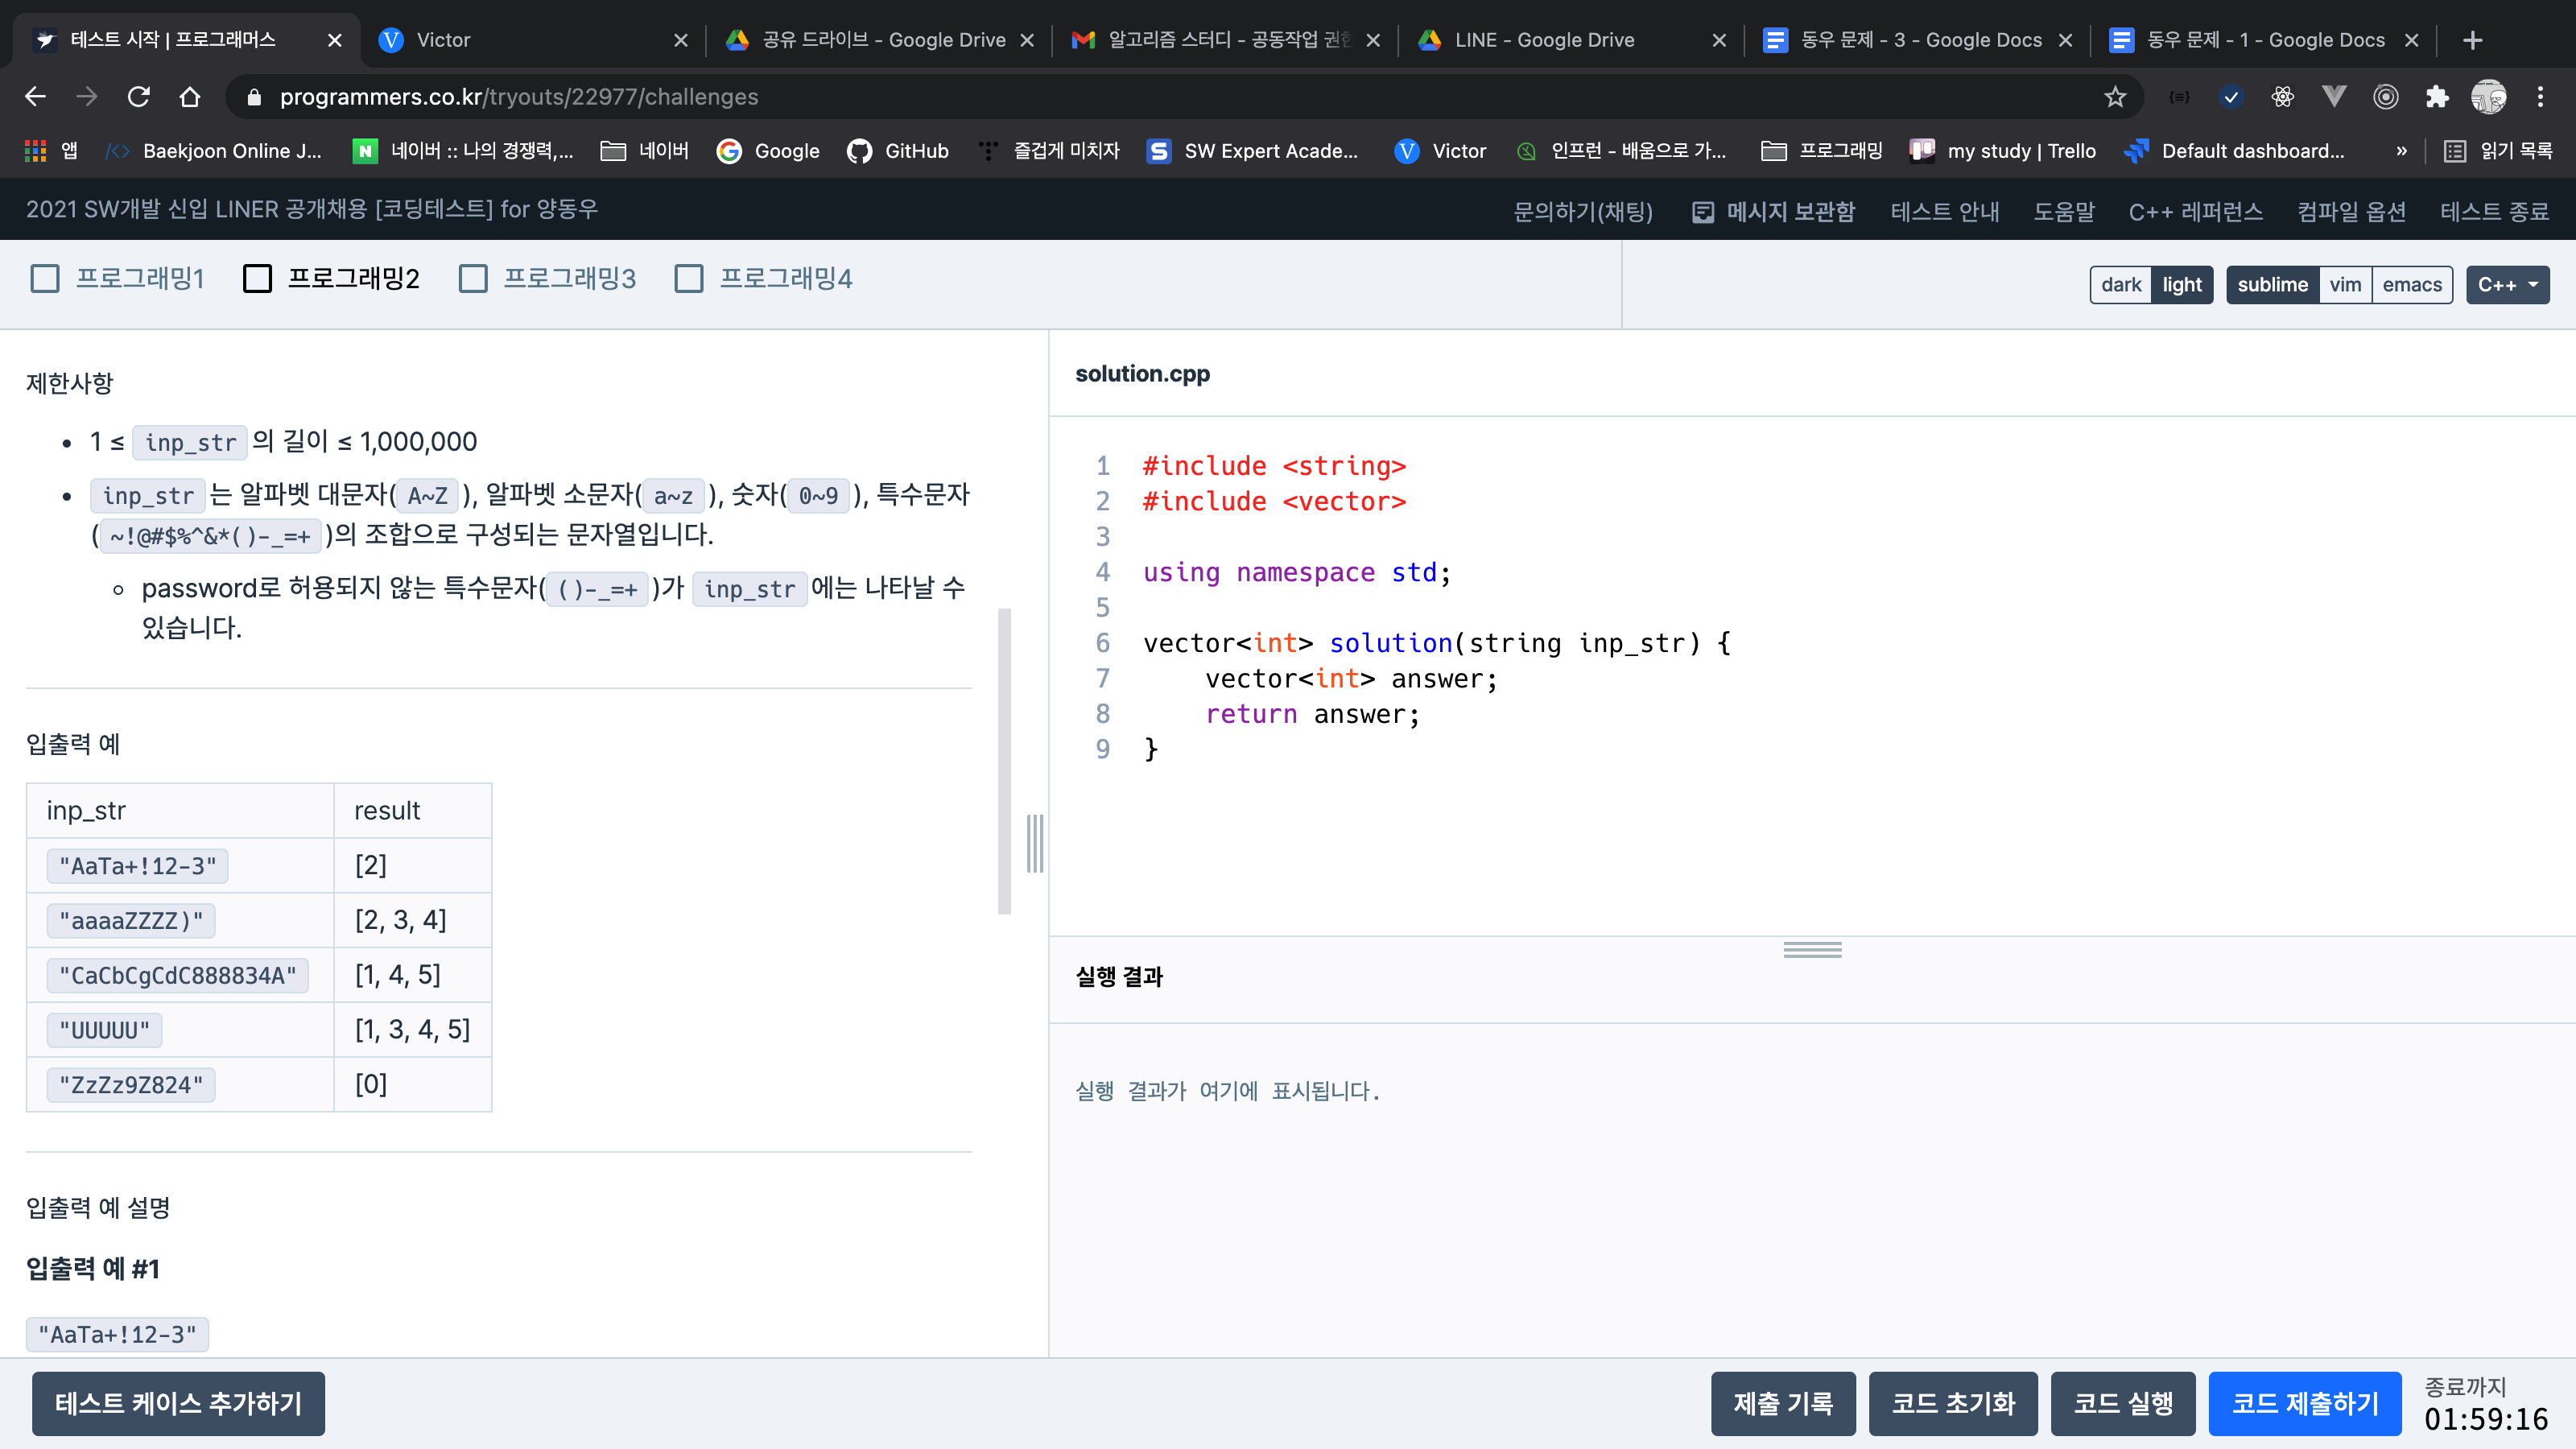 테스트 시작 | 프로그래머스
Victor
공유 드라이브 - Google Drive
알고리즘 스터디 - 공동작업
LINE - Google Drive
동우 문제 - 3 - Google Docs
동우 문제 - 1 - Google Docs
programmers.co.kr/tryouts/22977/challenges
앱
Baekjoon Online J...
네이버 :: 나의 경쟁력,...
네이버
Google
GitHub
즐겁게 미치자
SW Expert Acade...
Victor
인프런 - 배움으로 가...
프로그래밍
my study | Trello
Default dashboard...
»
읽기 목록
2021 SW개발 신입 LINER 공개채용 [코딩테스트] for 양동우
문의하기(채팅)
메시지 보관함
테스트 안내
도움말
C++ 레퍼런스
컴파일 옵션
테스트 종료
프로그래밍1
프로그래밍2
프로그래밍3
프로그래밍4
dark light
sublime vim emacs
C++
제한사항
• 1 ≤ inp_str 의 길이 ≤ 1,000,000
• inp_str 는 알파벳 대문자( A~Z ), 알파벳 소문자( a~z ), 숫자( 0~9 ), 특수문자
( ~!@#$%^&*()-_=+ )의 조합으로 구성되는 문자열입니다.
◦ password로 허용되지 않는 특수문자( ()-_=+ )가 inp_str 에는 나타날 수
있습니다.
입출력 예
inp_str result
"AaTa+!12-3" [2]
"aaaaZZZZ)" [2, 3, 4]
"CaCbCgCdC888834A" [1, 4, 5]
"UUUUU" [1, 3, 4, 5]
"ZzZz9Z824" [0]
입출력 예 설명
입출력 예 #1
"AaTa+!12-3"
solution.cpp
1 #include <string>
2 #include <vector>
3
4 using namespace std;
5
6 vector<int> solution(string inp_str) {
7     vector<int> answer;
8     return answer;
9 }
실행 결과
실행 결과가 여기에 표시됩니다.
테스트 케이스 추가하기
제출 기록
코드 초기화
코드 실행
코드 제출하기
종료까지
01:59:16